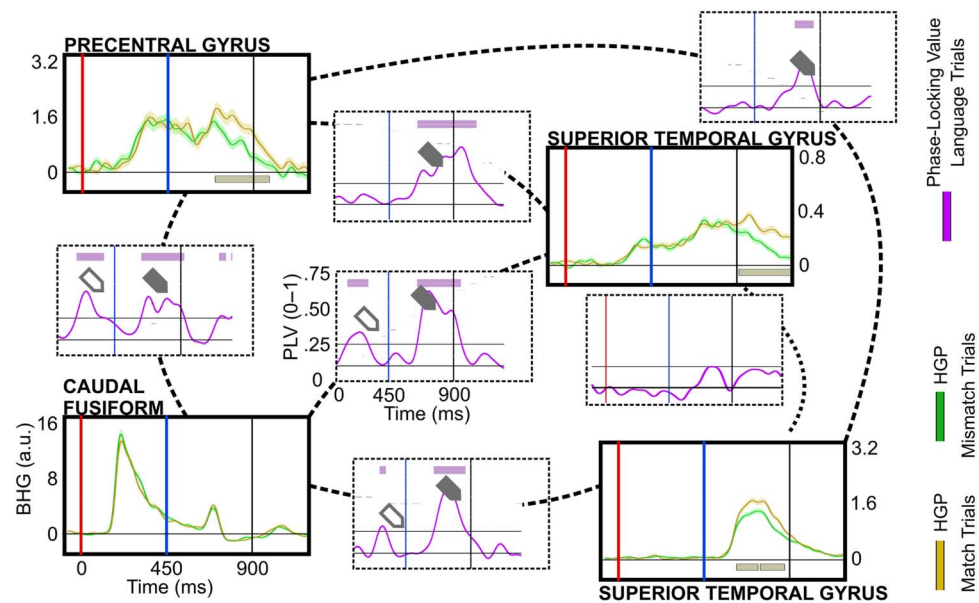 PRECENTRAL GYRUS
3.2
1.6
0
SUPERIOR TEMPORAL GYRUS
0.8
0.4
0
.75
.50
.25
0
PLV (0–1)
0 450 900
Time (ms)
CAUDAL
FUSIFORM
16
8
0
BHG (a.u.)
0 450 900
Time (ms)
3.2
1.6
0
SUPERIOR TEMPORAL GYRUS
Phase-Locking Value
Language Trials
HGP
Mismatch Trials
HGP
Match Trials